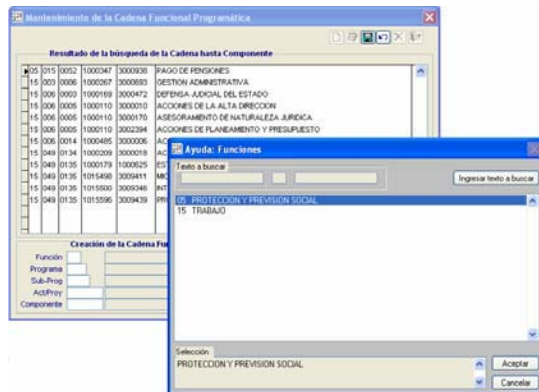 Mantenimiento de la Cadena Funcional Programática
Resultado de la búsqueda de la Cadena hasta Componente
05 015 0052 1000347 3000938 PAGO DE PENSIONES
15 003 0006 1000267 3000693 GESTION ADMINISTRATIVA
15 006 0003 1000169 3000472 DEFENSA JUDICIAL DEL ESTADO
15 006 0005 1000110 3000010 ACCIONES DE LA ALTA DIRECCION
15 006 0005 1000110 3000170 ASESORAMIENTO DE NATURALEZA JURIDICA
15 006 0005 1000110 3002394 ACCIONES DE PLANEAMIENTO Y PRESUPUESTO
15 006 0014 1000485 3000006 AC
15 049 0134 1000209 3000018 AC
15 049 0135 1000179 1000625 EST
15 049 0135 1015498 3009411 MIC
15 049 0135 1015500 3009346 INT
15 049 0135 1015596 3009439 PR
Creación de la Cadena Fu
Función
Programa
Sub-Prog
Act/Proy
Componente
Ayuda: Funciones
Texto a buscar
Ingresar texto a buscar
05 PROTECCION Y PREVISION SOCIAL
15 TRABAJO
Selección
PROTECCION Y PREVISION SOCIAL
Aceptar
Cancelar